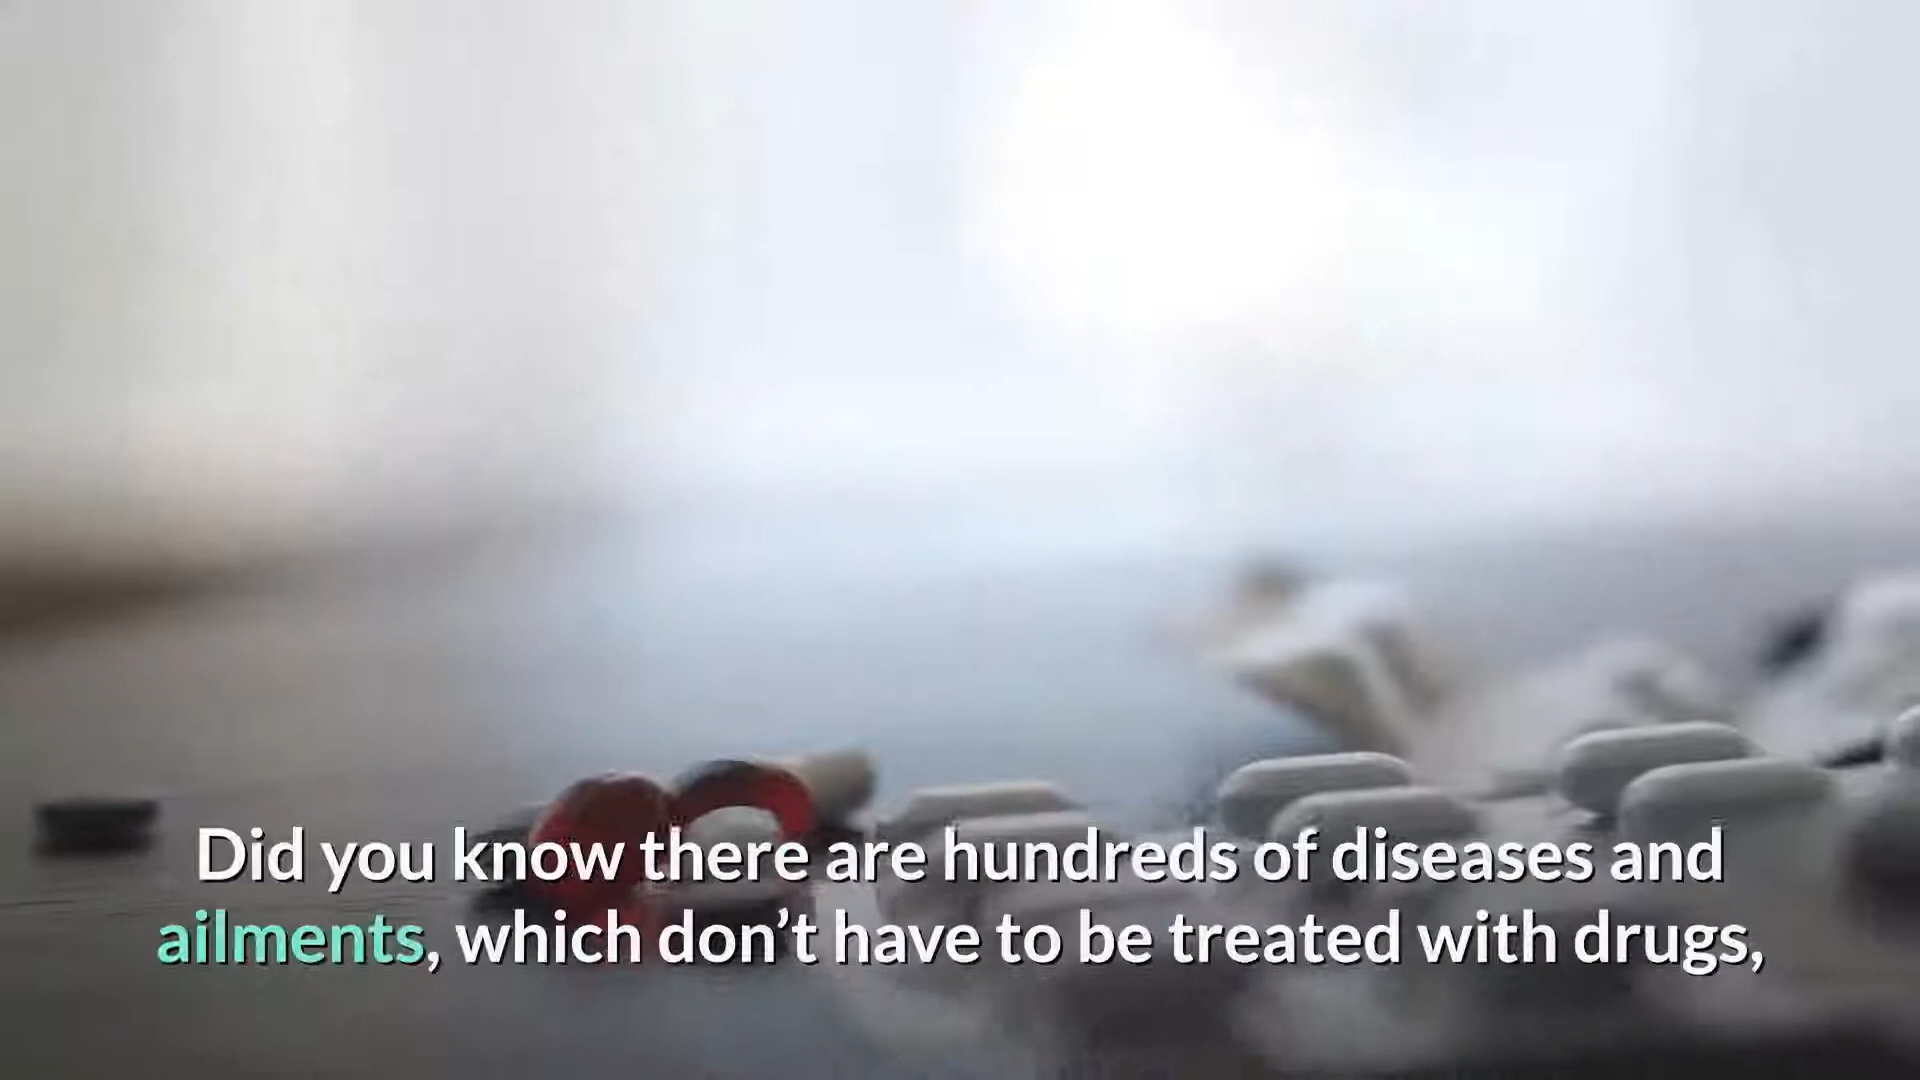 Did you know there are hundreds of diseases and
ailments, which don’t have to be treated with drugs,